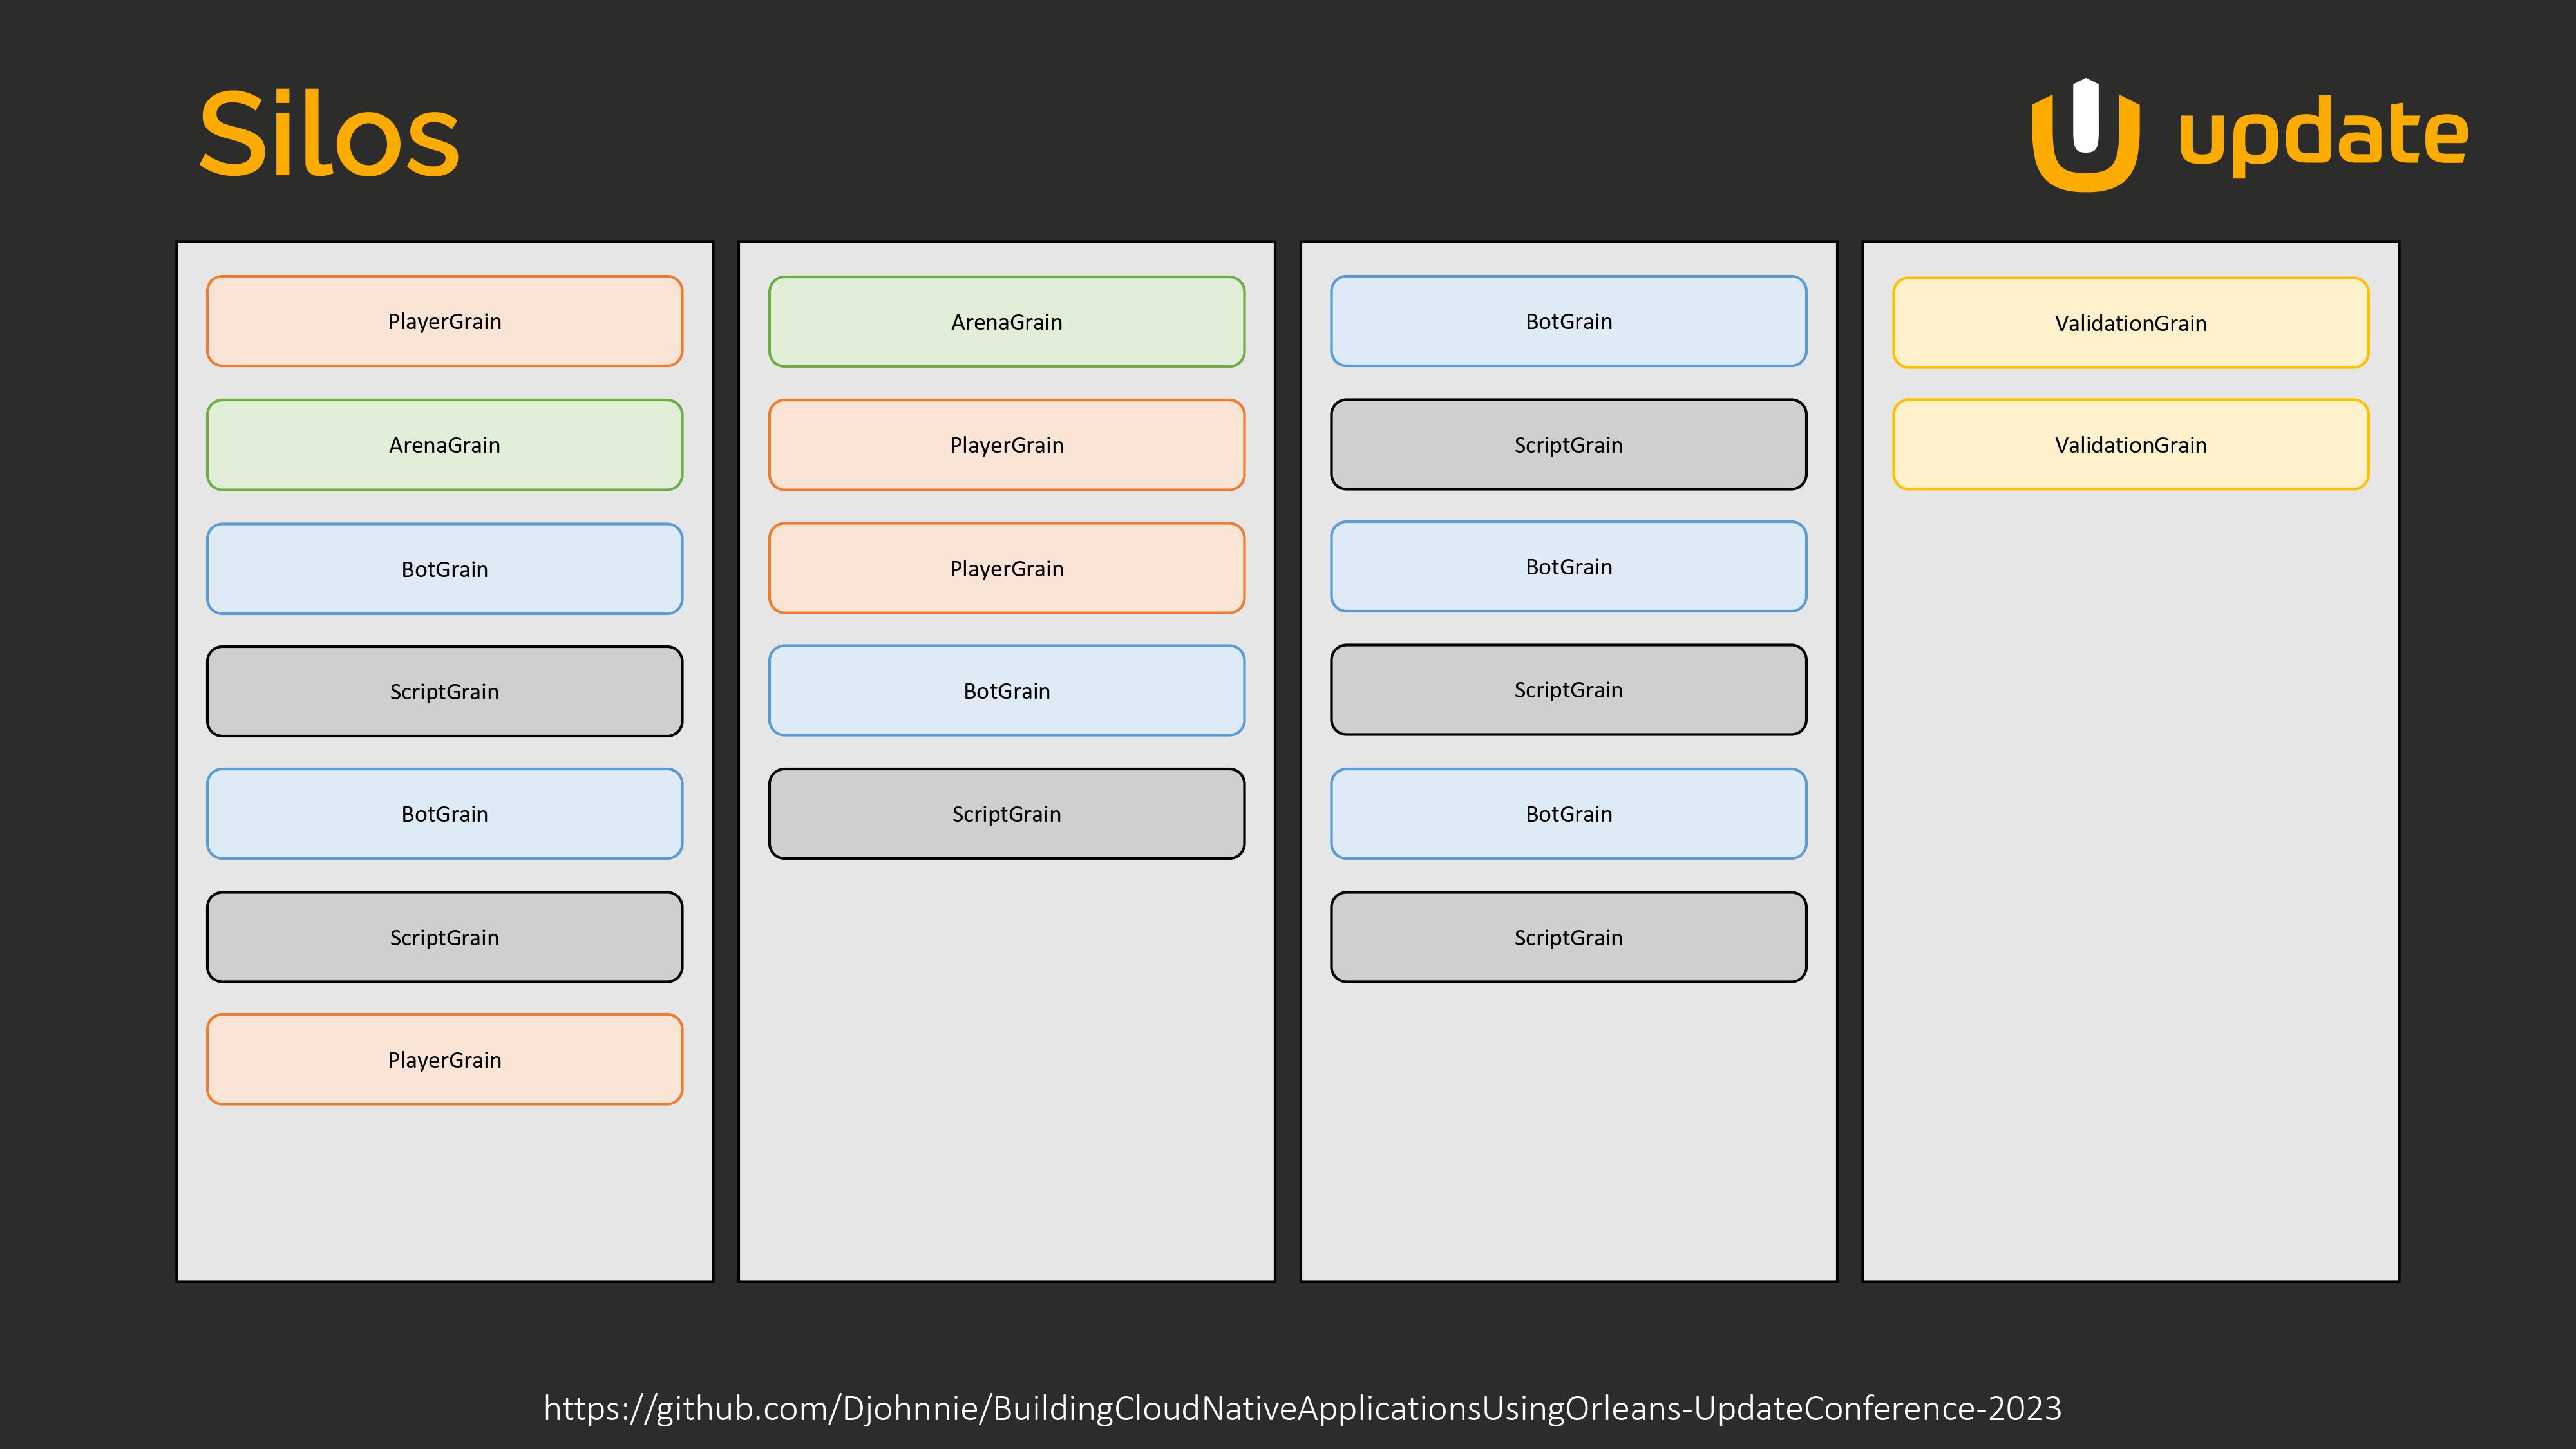 Silos
update
PlayerGrain
ArenaGrain
BotGrain
ScriptGrain
BotGrain
ScriptGrain
PlayerGrain
ArenaGrain
PlayerGrain
PlayerGrain
BotGrain
ScriptGrain
BotGrain
ScriptGrain
BotGrain
ScriptGrain
BotGrain
ScriptGrain
ValidationGrain
ValidationGrain
https://github.com/Djohnnie/BuildingCloudNativeApplicationsUsingOrleans-UpdateConference-2023